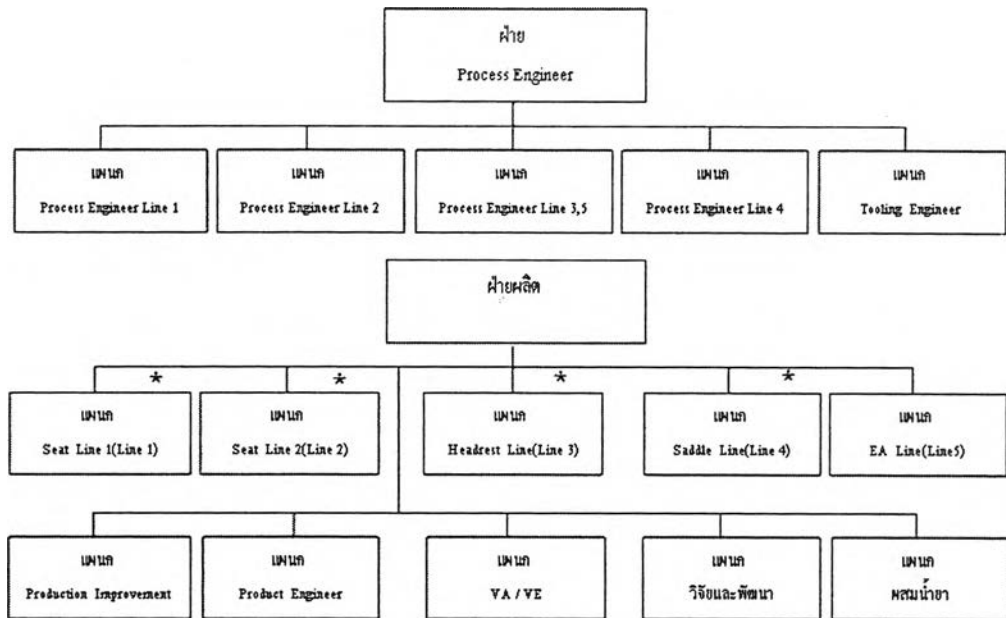 ฝ่าย
Process Engineer
แผนก
Process Engineer Line 1
แผนก
Process Engineer Line 2
แผนก
Process Engineer Line 3,5
แผนก
Process Engineer Line 4
แผนก
Tooling Engineer
ฝ่ายผลิต
*
*
*
*
แผนก
Seat Line 1(Line 1)
แผนก
Seat Line 2(Line 2)
แผนก
Headrest Line(Line 3)
แผนก
Saddle Line(Line 4)
แผนก
EA Line(Line5)
แผนก
Production Improvement
แผนก
Product Engineer
แผนก
VA / VE
แผนก
วิจัยและพัฒนา
แผนก
ผสมน้ำยา